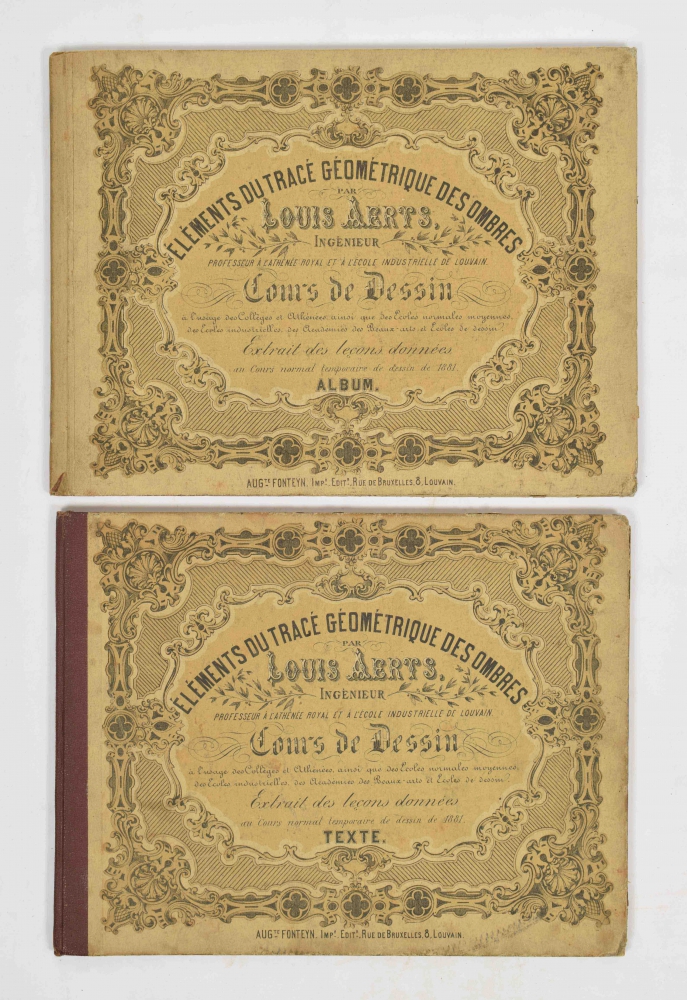 ÉLÉMENTS DU TRACÉ GÉOMÉTRIQUE DES OMBRES
PAR
LOUIS AERTS,
INGÉNIEUR
PROFESSEUR À L'ATHÉNÉE ROYAL ET À L'ÉCOLE INDUSTRIELLE DE LOUVAIN.
Cours de Dessin
à l'usage des Collèges et Athénées, ainsi que des Écoles normales moyennes,
des Écoles industrielles, des Académies des Beaux-arts et Écoles de dessin.
Extrait des leçons données
au Cours normal temporaire de dessin de 1881.
ALBUM.
AUGTE FONTEYN, IMPR. EDITR. RUE DE BRUXELLES, 8, LOUVAIN.
ÉLÉMENTS DU TRACÉ GÉOMÉTRIQUE DES OMBRES
PAR
LOUIS AERTS,
INGÉNIEUR
PROFESSEUR À L'ATHÉNÉE ROYAL ET À L'ÉCOLE INDUSTRIELLE DE LOUVAIN.
Cours de Dessin
à l'usage des Collèges et Athénées, ainsi que des Écoles normales moyennes,
des Écoles industrielles, des Académies des Beaux-arts et Écoles de dessin.
Extrait des leçons données
au Cours normal temporaire de dessin de 1881.
TEXTE.
AUGTE FONTEYN, IMPR. EDITR. RUE DE BRUXELLES, 8, LOUVAIN.